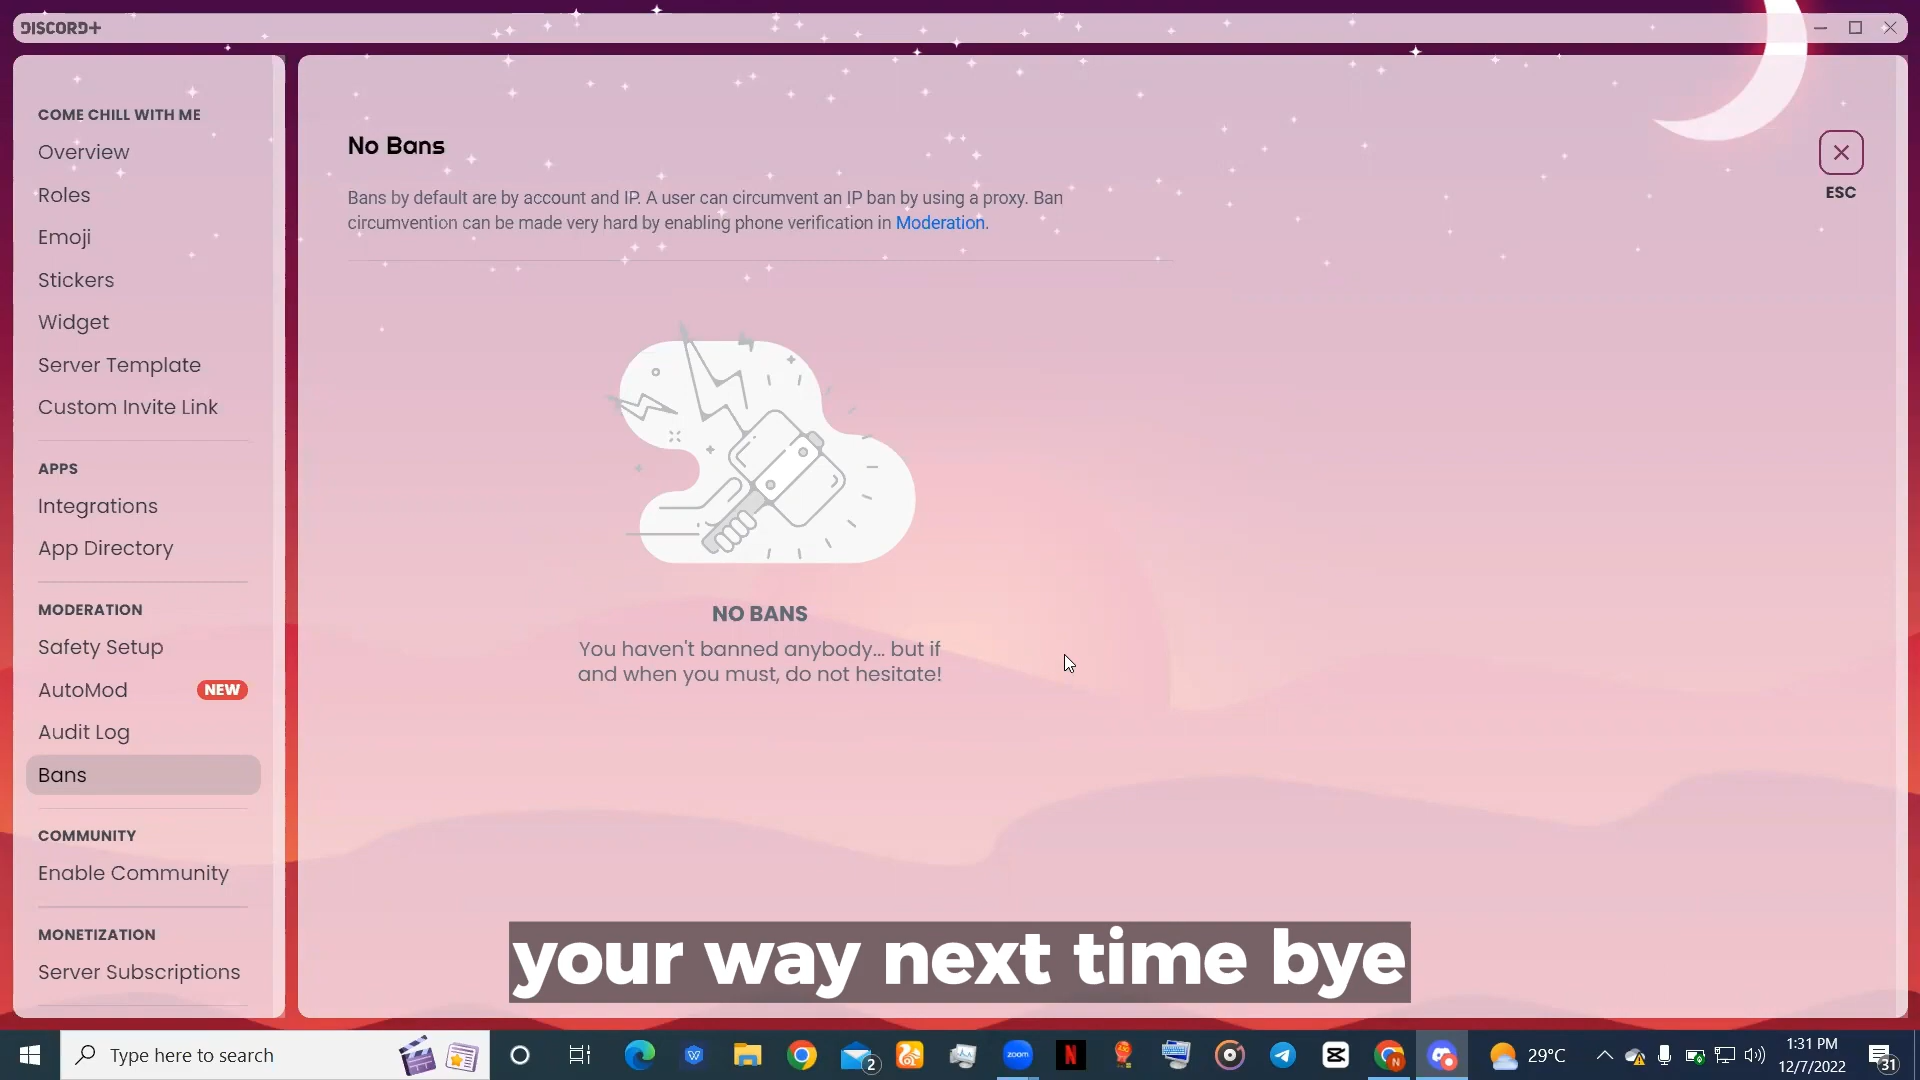 DISCORD+
COME CHILL WITH ME
Overview
Roles
Emoji
Stickers
Widget
Server Template
Custom Invite Link
APPS
Integrations
App Directory
MODERATION
Safety Setup
AutoMod NEW
Audit Log
Bans
COMMUNITY
Enable Community
MONETIZATION
Server Subscriptions
No Bans
Bans by default are by account and IP. A user can circumvent an IP ban by using a proxy. Ban
circumvention can be made very hard by enabling phone verification in Moderation.
ESC
NO BANS
You haven't banned anybody... but if
and when you must, do not hesitate!
your way next time bye
Type here to search
2
zoom
N
N
29°C
1:31 PM
12/7/2022
31